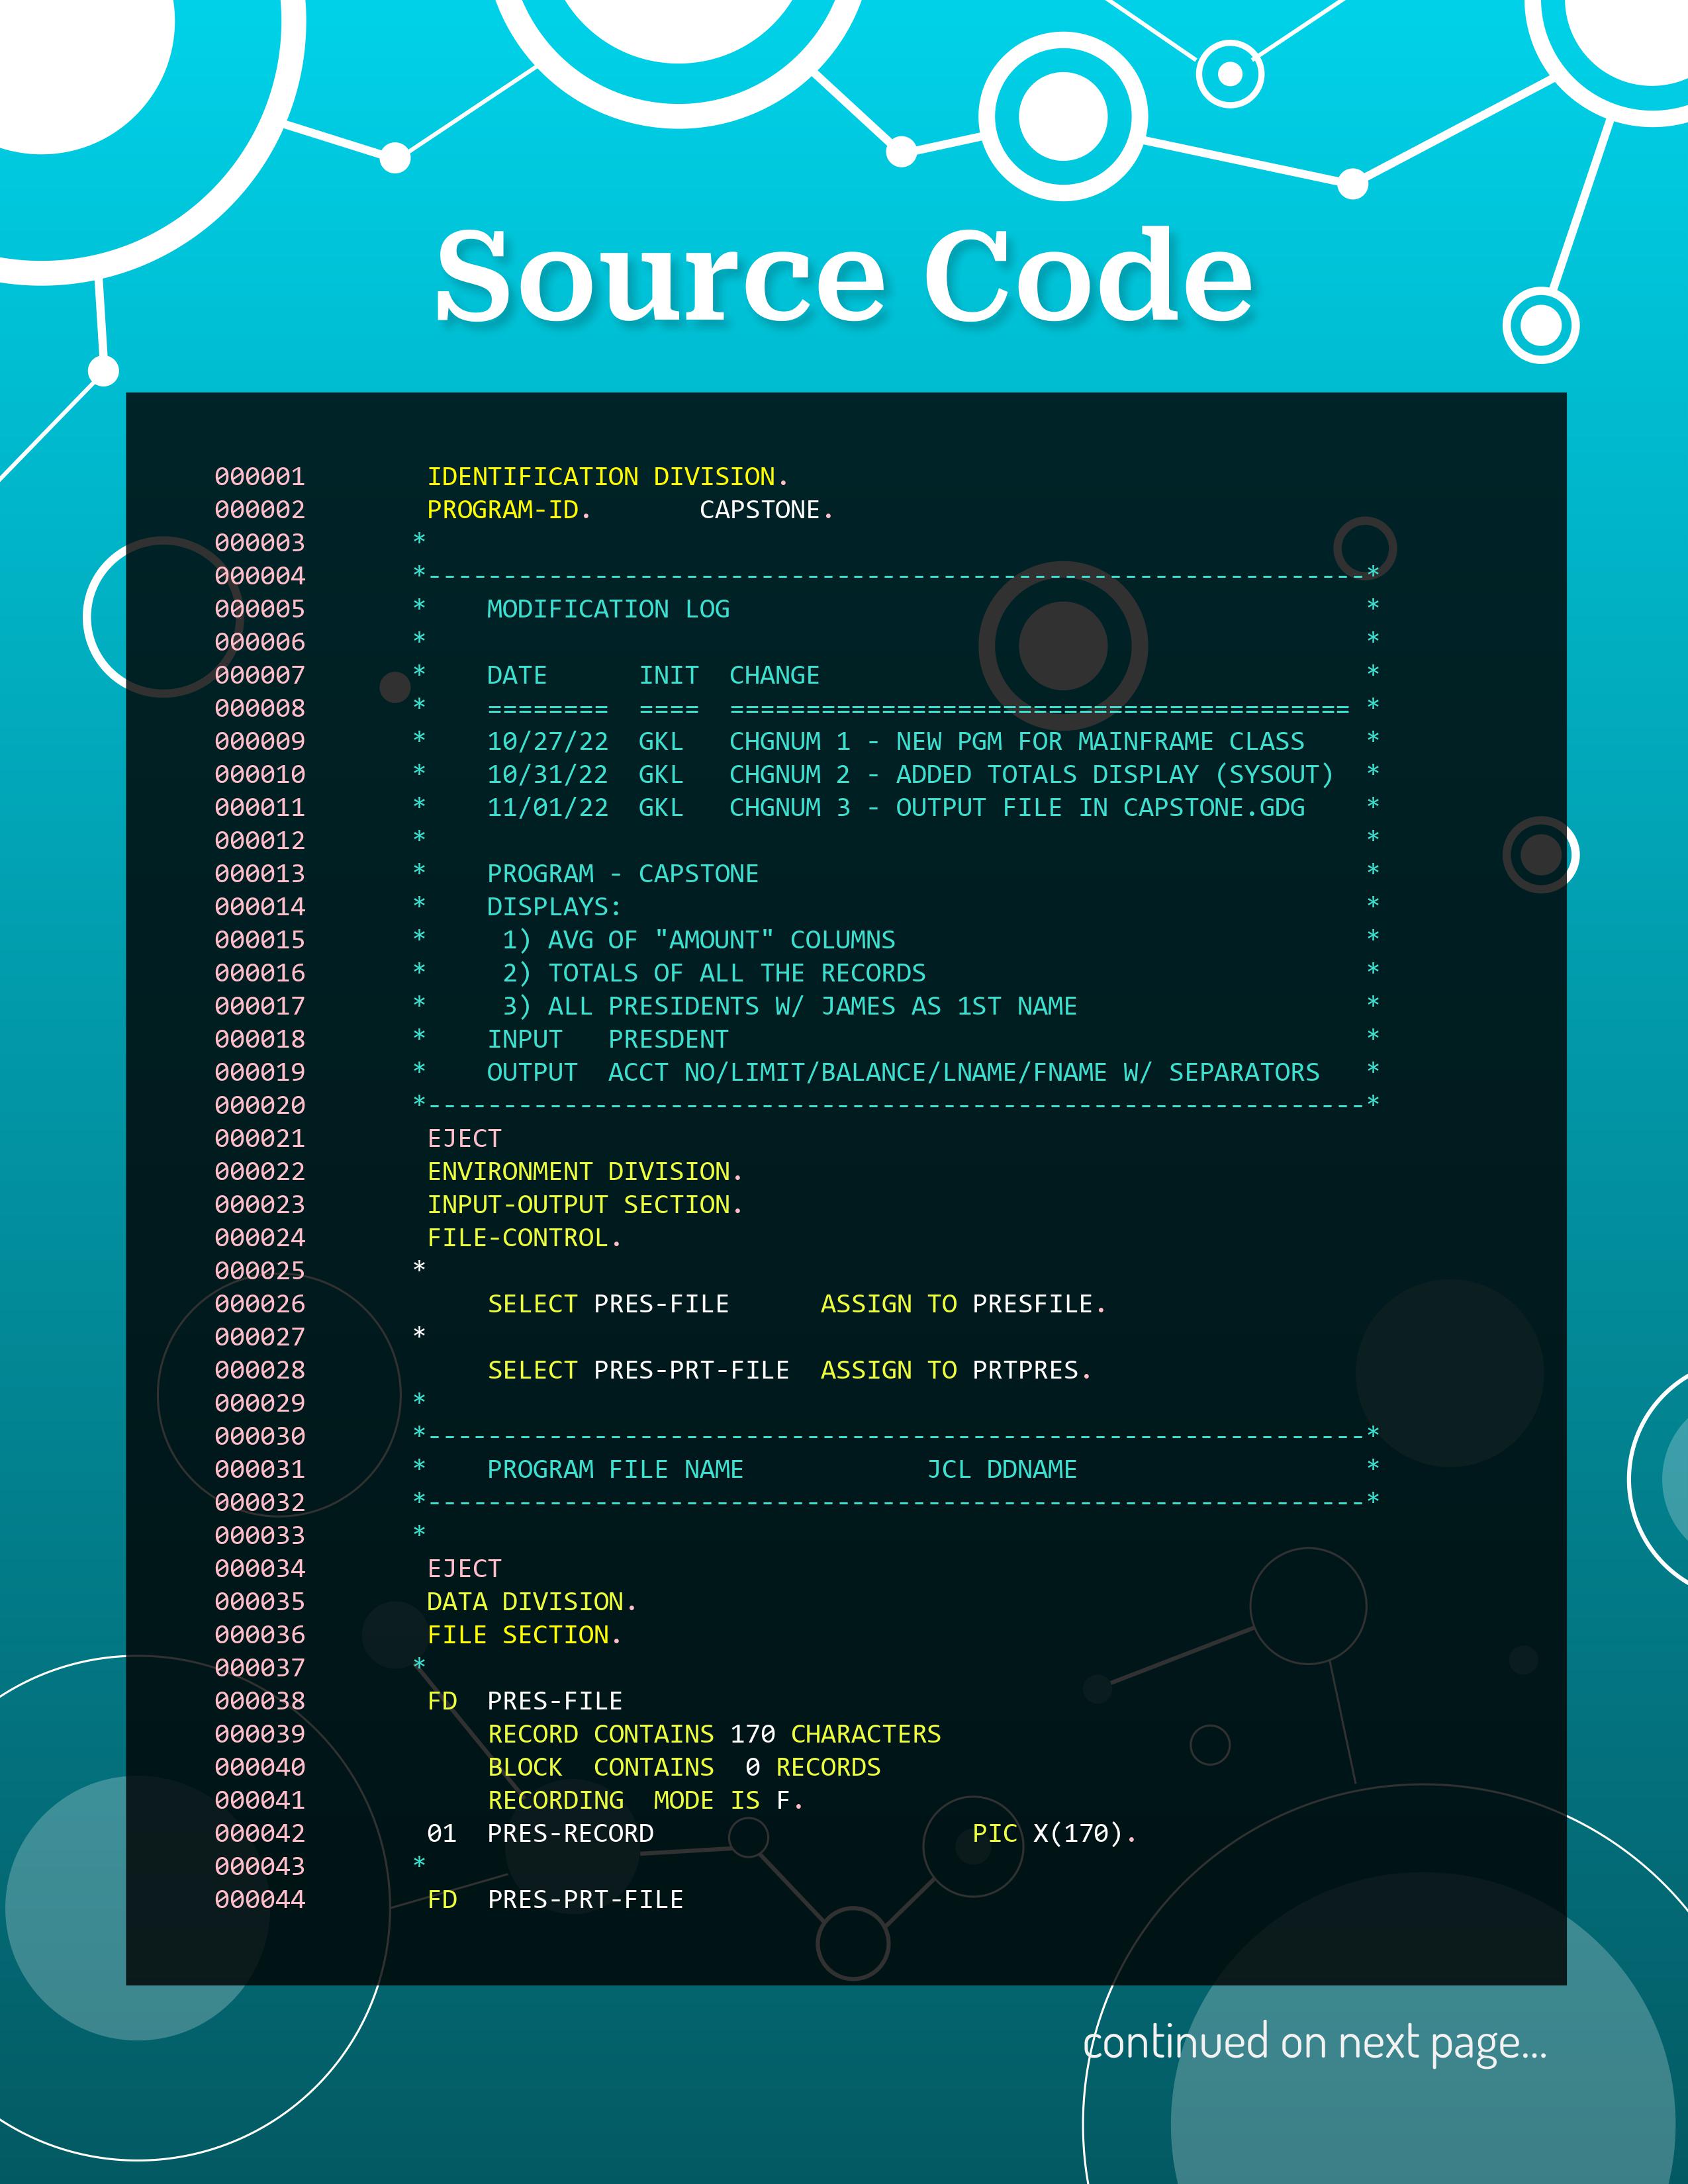 Source Code
000001        IDENTIFICATION DIVISION.
000002        PROGRAM-ID.       CAPSTONE.
000003       *
000004       *--------------------------------------------------------------*
000005       *    MODIFICATION LOG                                          *
000006       *                                                              *
000007       *    DATE      INIT  CHANGE                                    *
000008       *    ========  ====  ========================================= *
000009       *    10/27/22  GKL   CHGNUM 1 - NEW PGM FOR MAINFRAME CLASS    *
000010       *    10/31/22  GKL   CHGNUM 2 - ADDED TOTALS DISPLAY (SYSOUT)  *
000011       *    11/01/22  GKL   CHGNUM 3 - OUTPUT FILE IN CAPSTONE.GDG    *
000012       *                                                              *
000013       *    PROGRAM - CAPSTONE                                        *
000014       *    DISPLAYS:                                                 *
000015       *     1) AVG OF "AMOUNT" COLUMNS                               *
000016       *     2) TOTALS OF ALL THE RECORDS                             *
000017       *     3) ALL PRESIDENTS W/ JAMES AS 1ST NAME                   *
000018       *    INPUT   PRESDENT                                          *
000019       *    OUTPUT  ACCT NO/LIMIT/BALANCE/LNAME/FNAME W/ SEPARATORS   *
000020       *--------------------------------------------------------------*
000021        EJECT
000022        ENVIRONMENT DIVISION.
000023        INPUT-OUTPUT SECTION.
000024        FILE-CONTROL.
000025       *
000026            SELECT PRES-FILE      ASSIGN TO PRESFILE.
000027       *
000028            SELECT PRES-PRT-FILE  ASSIGN TO PRTPRES.
000029       *
000030       *--------------------------------------------------------------*
000031       *    PROGRAM FILE NAME            JCL DDNAME                   *
000032       *--------------------------------------------------------------*
000033       *
000034        EJECT
000035        DATA DIVISION.
000036        FILE SECTION.
000037       *
000038        FD  PRES-FILE
000039            RECORD CONTAINS 170 CHARACTERS
000040            BLOCK  CONTAINS  0 RECORDS
000041            RECORDING  MODE IS F.
000042        01  PRES-RECORD                     PIC X(170).
000043       *
000044        FD  PRES-PRT-FILE
continued on next page...